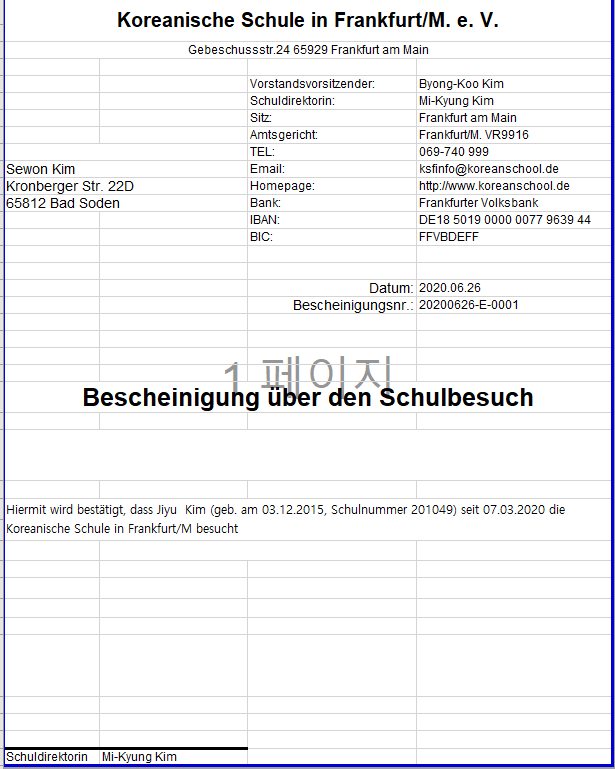 Koreanische Schule in Frankfurt/M. e. V.
Gebeschussstr.24 65929 Frankfurt am Main
Vorstandsvorsitzender: Byong-Koo Kim
Schuldirektorin: Mi-Kyung Kim
Sitz: Frankfurt am Main
Amtsgericht: Frankfurt/M. VR9916
TEL: 069-740 999
Sewon Kim Email: ksfinfo@koreanschool.de
Kronberger Str. 22D Homepage: http://www.koreanschool.de
65812 Bad Soden Bank: Frankfurter Volksbank
IBAN: DE18 5019 0000 0077 9639 44
BIC: FFVBDEFF
Datum: 2020.06.26
Bescheinigungsnr.: 20200626-E-0001
1 페이지
Bescheinigung über den Schulbesuch
Hiermit wird bestätigt, dass Jiyu  Kim (geb. am 03.12.2015, Schulnummer 201049) seit 07.03.2020 die
Koreanische Schule in Frankfurt/M besucht
Schuldirektorin Mi-Kyung Kim